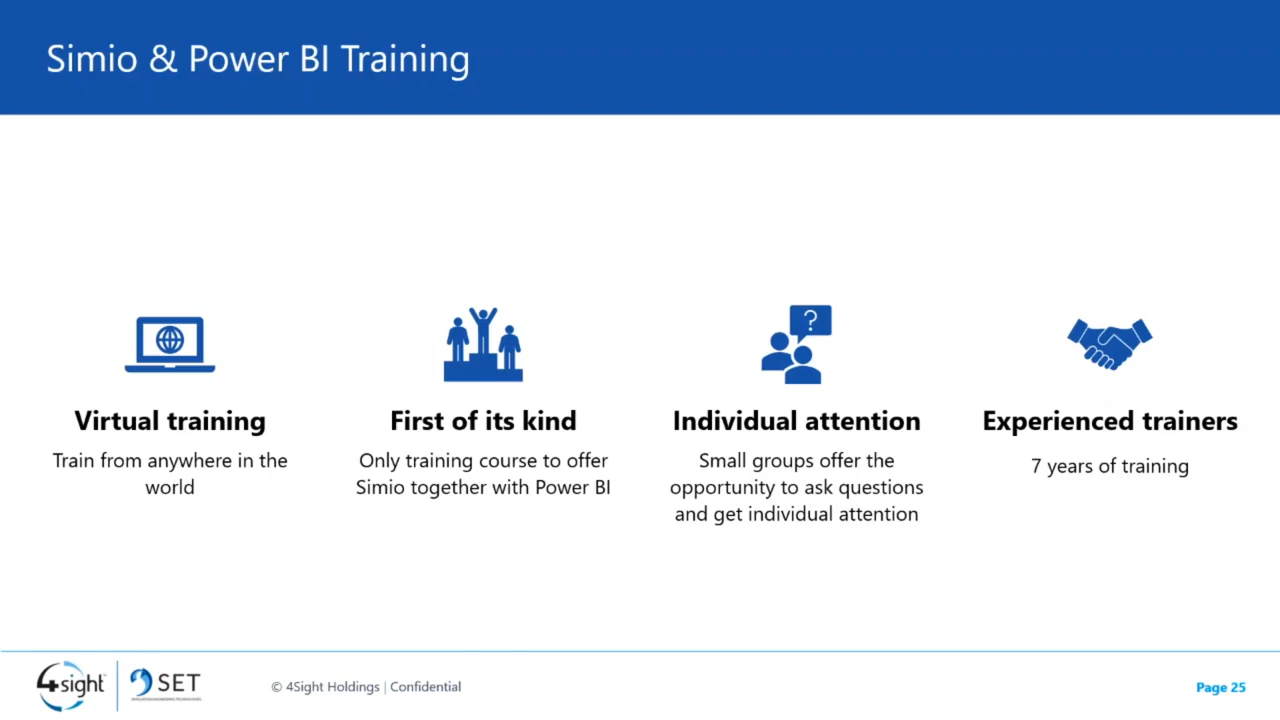 Simio & Power BI Training
?
Virtual training
Train from anywhere in the
world
First of its kind
Only training course to offer
Simio together with Power BI
Individual attention
Small groups offer the
opportunity to ask questions
and get individual attention
Experienced trainers
7 years of training
4sight
SET
© 4Sight Holdings | Confidential
Page 25